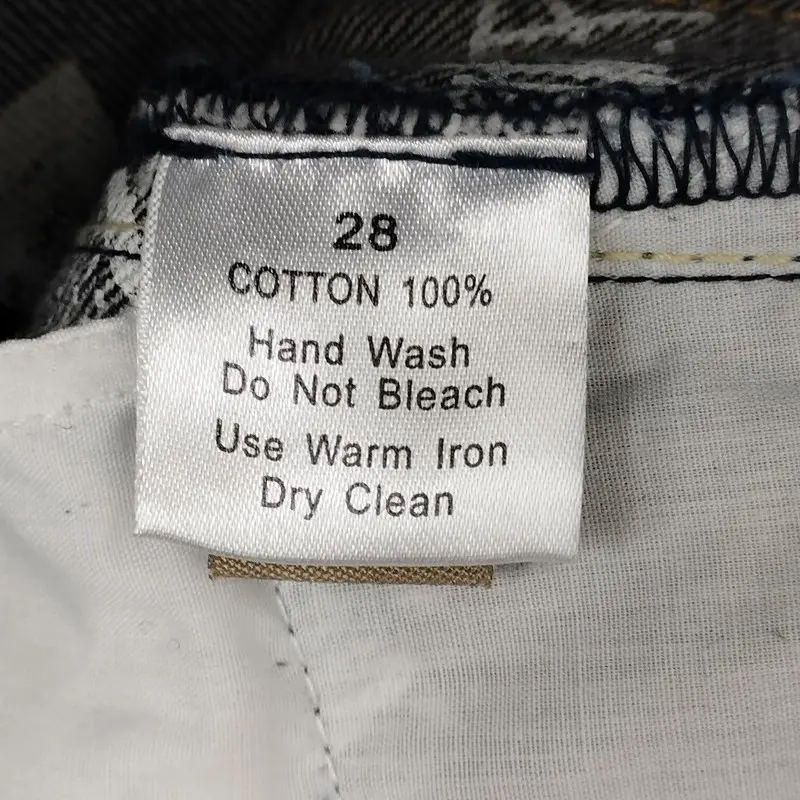 28
COTTON 100%
Hand Wash
Do Not Bleach
Use Warm Iron
Dry Clean